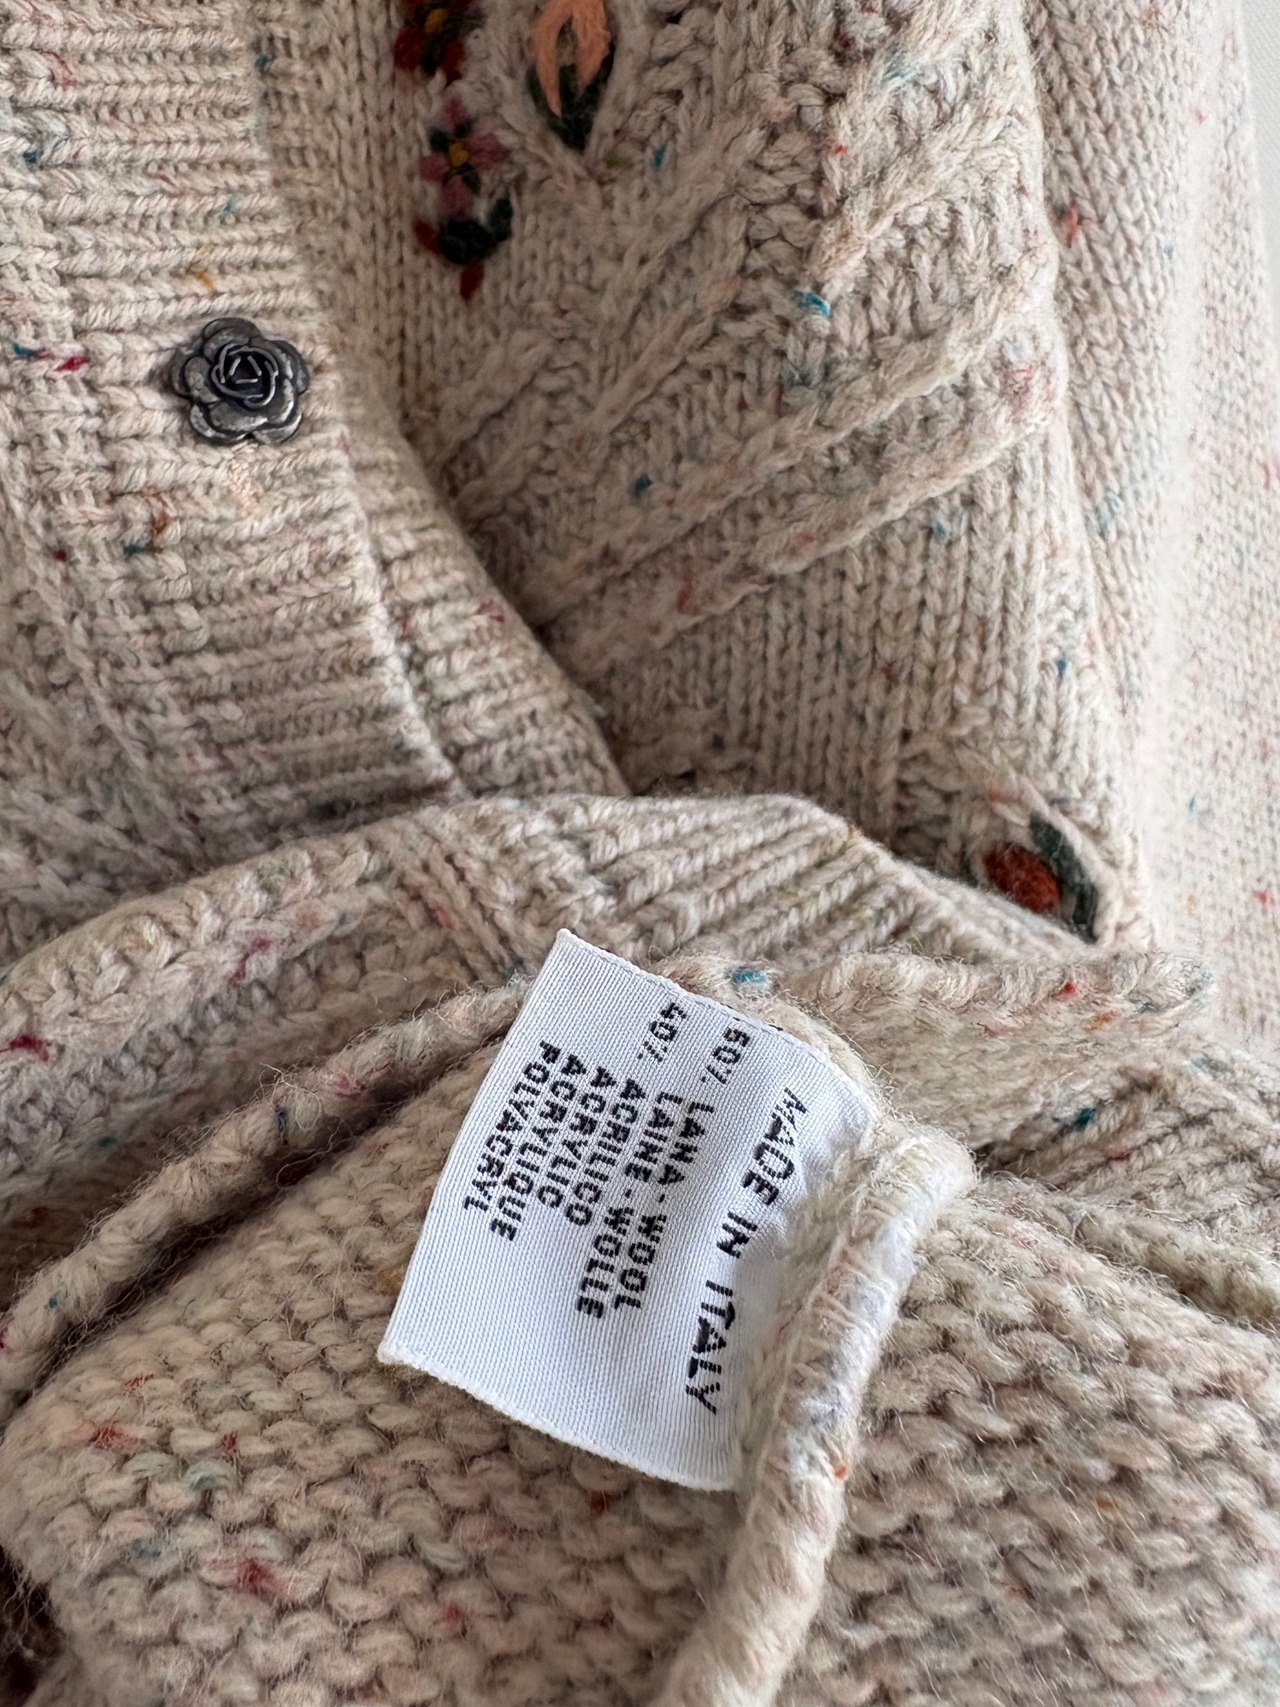 MADE IN ITALY
60% LANA - WOOL
LAINE - WOLLE
40% ACRILICO
ACRYLIC
ACRYLIQUE
POLYACRYL